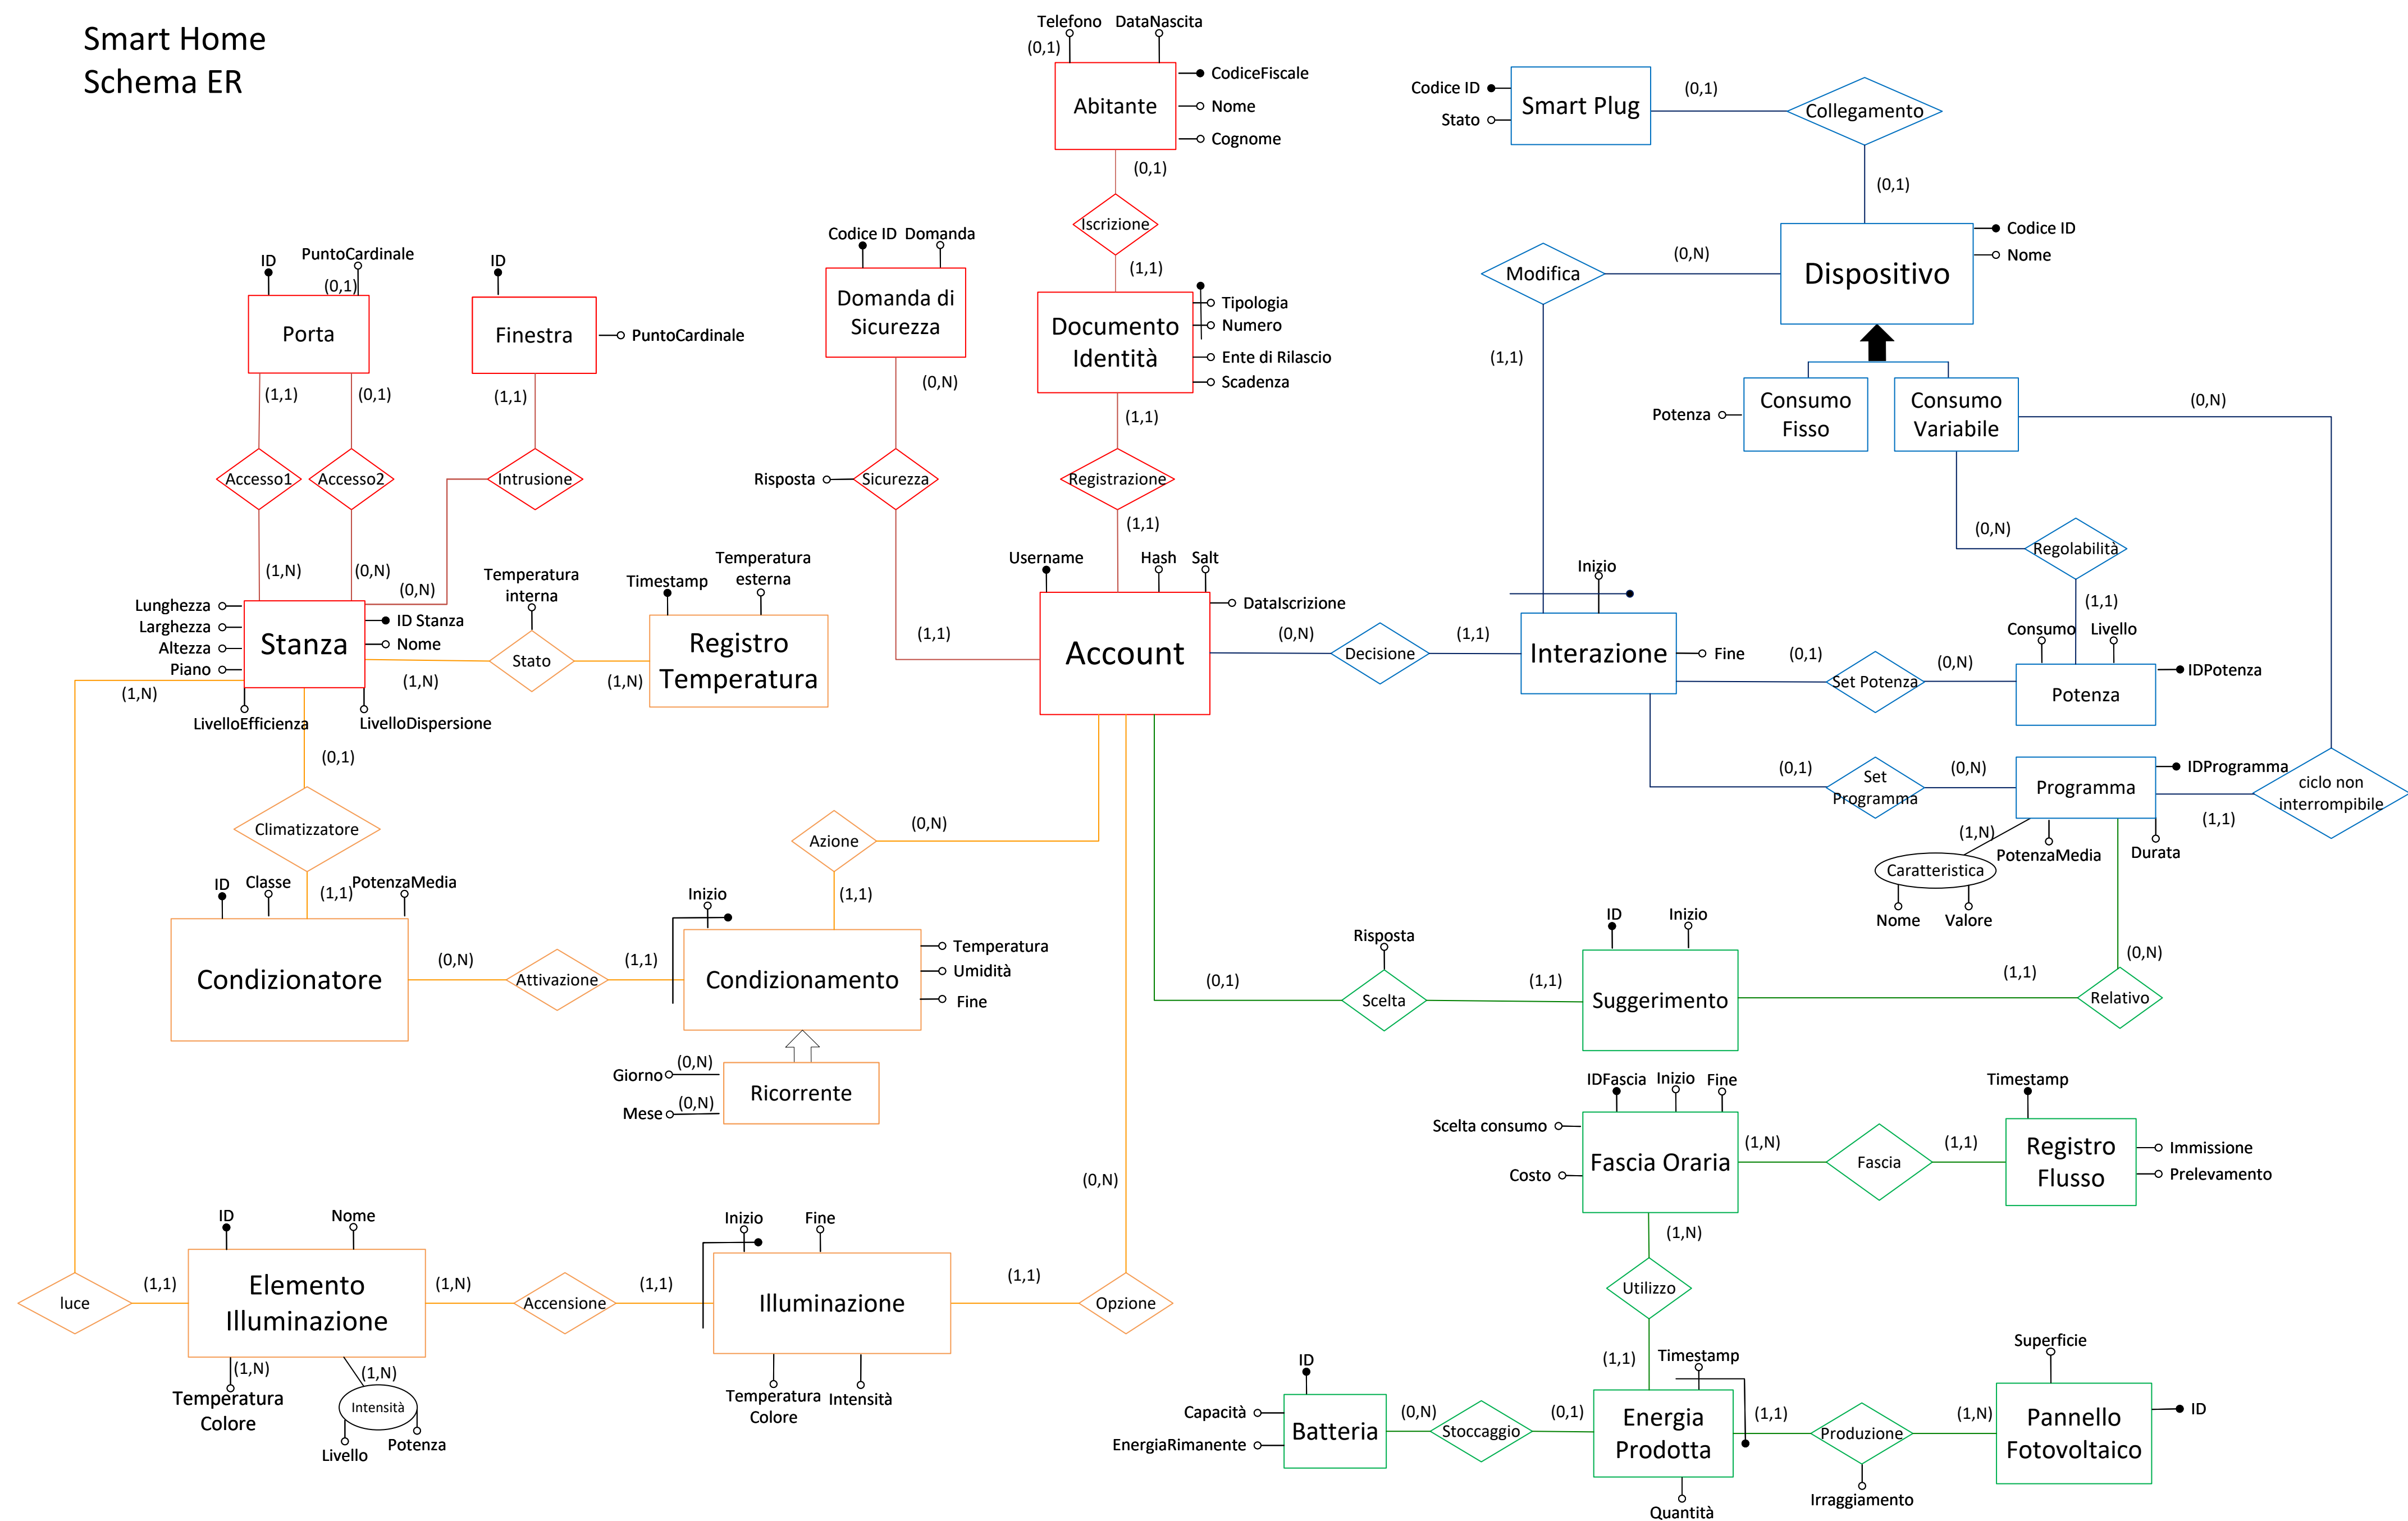 Smart Home
Schema ER
Telefono
DataNascita
(0,1)
CodiceFiscale
Abitante
Nome
Cognome
(0,1)
Iscrizione
(1,1)
Codice ID
Stato
Smart Plug
(0,1)
Collegamento
(0,1)
Codice ID
Nome
Dispositivo
(0,N)
Modifica
(1,1)
ID
PuntoCardinale
(0,1)
Porta
(1,1)
(0,1)
Accesso1
Accesso2
(1,N)
(0,N)
ID
Finestra
PuntoCardinale
(1,1)
Intrusione
(0,N)
Codice ID
Domanda
Domanda di
Sicurezza
(0,N)
Risposta
Sicurezza
(1,1)
Documento
Identità
Tipologia
Numero
Ente di Rilascio
Scadenza
(1,1)
Registrazione
(1,1)
Potenza
Consumo
Fisso
Consumo
Variabile
(0,N)
(0,N)
Regolabilità
(1,1)
Lunghezza
Larghezza
Altezza
Piano
Stanza
ID Stanza
Nome
(1,N)
LivelloEfficienza
LivelloDispersione
(1,N)
Temperatura
interna
Stato
(1,N)
Timestamp
Temperatura
esterna
Registro
Temperatura
Username
Hash
Salt
DataIscrizione
Account
(0,N)
Decisione
(1,1)
Inizio
Interazione
Fine
(0,1)
Set Potenza
(0,N)
Consumo
Livello
IDPotenza
Potenza
(0,1)
Set
Programma
(0,N)
Programma
IDProgramma
(1,1)
ciclo non
interrompibile
(1,N)
PotenzaMedia
Durata
Caratteristica
Nome
Valore
(0,1)
Climatizzatore
(1,1)
ID
Classe
PotenzaMedia
Condizionatore
(0,N)
Attivazione
(1,1)
Azione
(0,N)
(1,1)
Inizio
Condizionamento
Temperatura
Umidità
Fine
Giorno
(0,N)
Mese
(0,N)
Ricorrente
(0,1)
Risposta
Scelta
(1,1)
ID
Inizio
Suggerimento
(1,1)
(0,N)
Relativo
IDFascia
Inizio
Fine
Scelta consumo
Costo
Fascia Oraria
(1,N)
Fascia
(1,1)
Timestamp
Registro
Flusso
Immissione
Prelevamento
(0,N)
(1,N)
Utilizzo
(1,1)
luce
(1,1)
ID
Nome
Elemento
Illuminazione
(1,N)
Temperatura
Colore
(1,N)
Intensità
Livello
Potenza
(1,N)
Accensione
(1,1)
Inizio
Fine
Illuminazione
Temperatura
Colore
Intensità
(1,1)
Opzione
ID
Capacità
EnergiaRimanente
Batteria
(0,N)
Stoccaggio
(0,1)
Timestamp
Energia
Prodotta
Quantità
(1,1)
Produzione
Irraggiamento
(1,N)
Superficie
Pannello
Fotovoltaico
ID